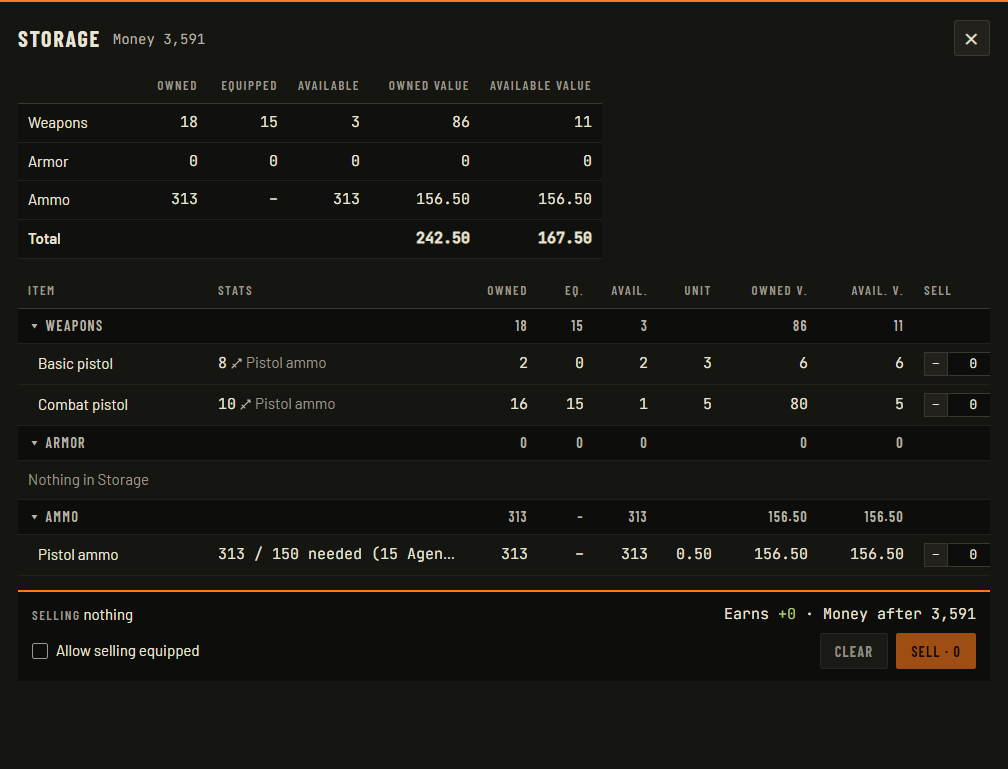 STORAGE Money 3,591 ✕
OWNED EQUIPPED AVAILABLE OWNED VALUE AVAILABLE VALUE
Weapons 18 15 3 86 11
Armor 0 0 0 0 0
Ammo 313 – 313 156.50 156.50
Total 242.50 167.50
ITEM STATS OWNED EQ. AVAIL. UNIT OWNED V. AVAIL. V. SELL
▾ WEAPONS 18 15 3 86 11
Basic pistol 8 Pistol ammo 2 0 2 3 6 6 − 0
Combat pistol 10 Pistol ammo 16 15 1 5 80 5 − 0
▾ ARMOR 0 0 0 0 0
Nothing in Storage
▾ AMMO 313 – 313 156.50 156.50
Pistol ammo 313 / 150 needed (15 Agen… 313 – 313 0.50 156.50 156.50 − 0
SELLING nothing Earns +0 · Money after 3,591
Allow selling equipped CLEAR SELL · 0